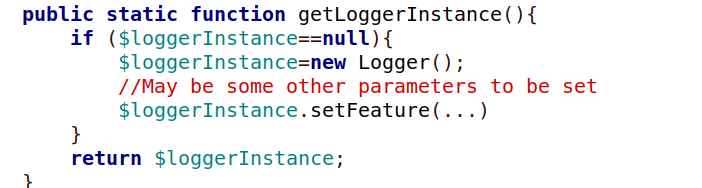 public static function getLoggerInstance(){
if ($loggerInstance==null){
$loggerInstance=new Logger();
//May be some other parameters to be set
$loggerInstance.setFeature(...)
}
return $loggerInstance;
}